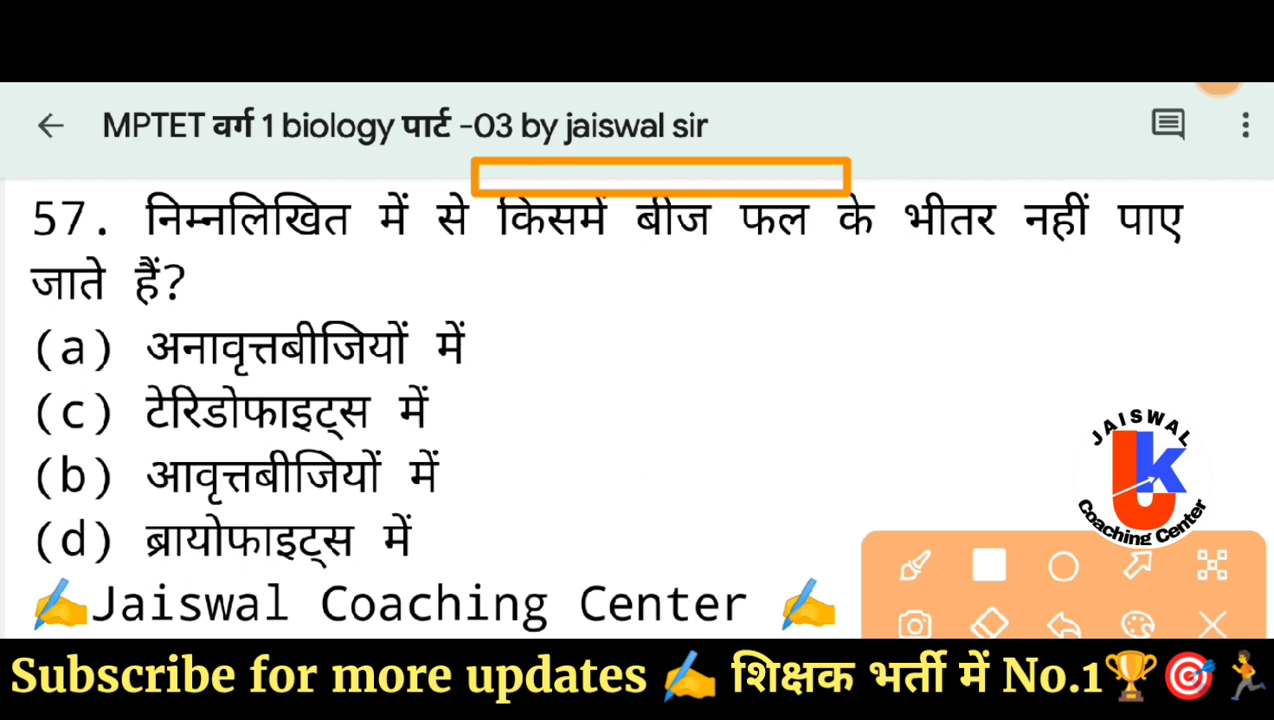 MPTET वर्ग 1 biology पार्ट -03 by jaiswal sir
57. निम्नलिखित में से किसमें बीज फल के भीतर नहीं पाए
जाते हैं?
(a) अनावृत्तबीजियों में
(c) टेरिडोफाइट्स में
(b) आवृत्तबीजियों में
(d) ब्रायोफाइट्स में
✍️Jaiswal Coaching Center ✍️
JAISWAL
JK
Coaching Center
Subscribe for more updates ✍️ शिक्षक भर्ती में No.1🏆🎯🏃